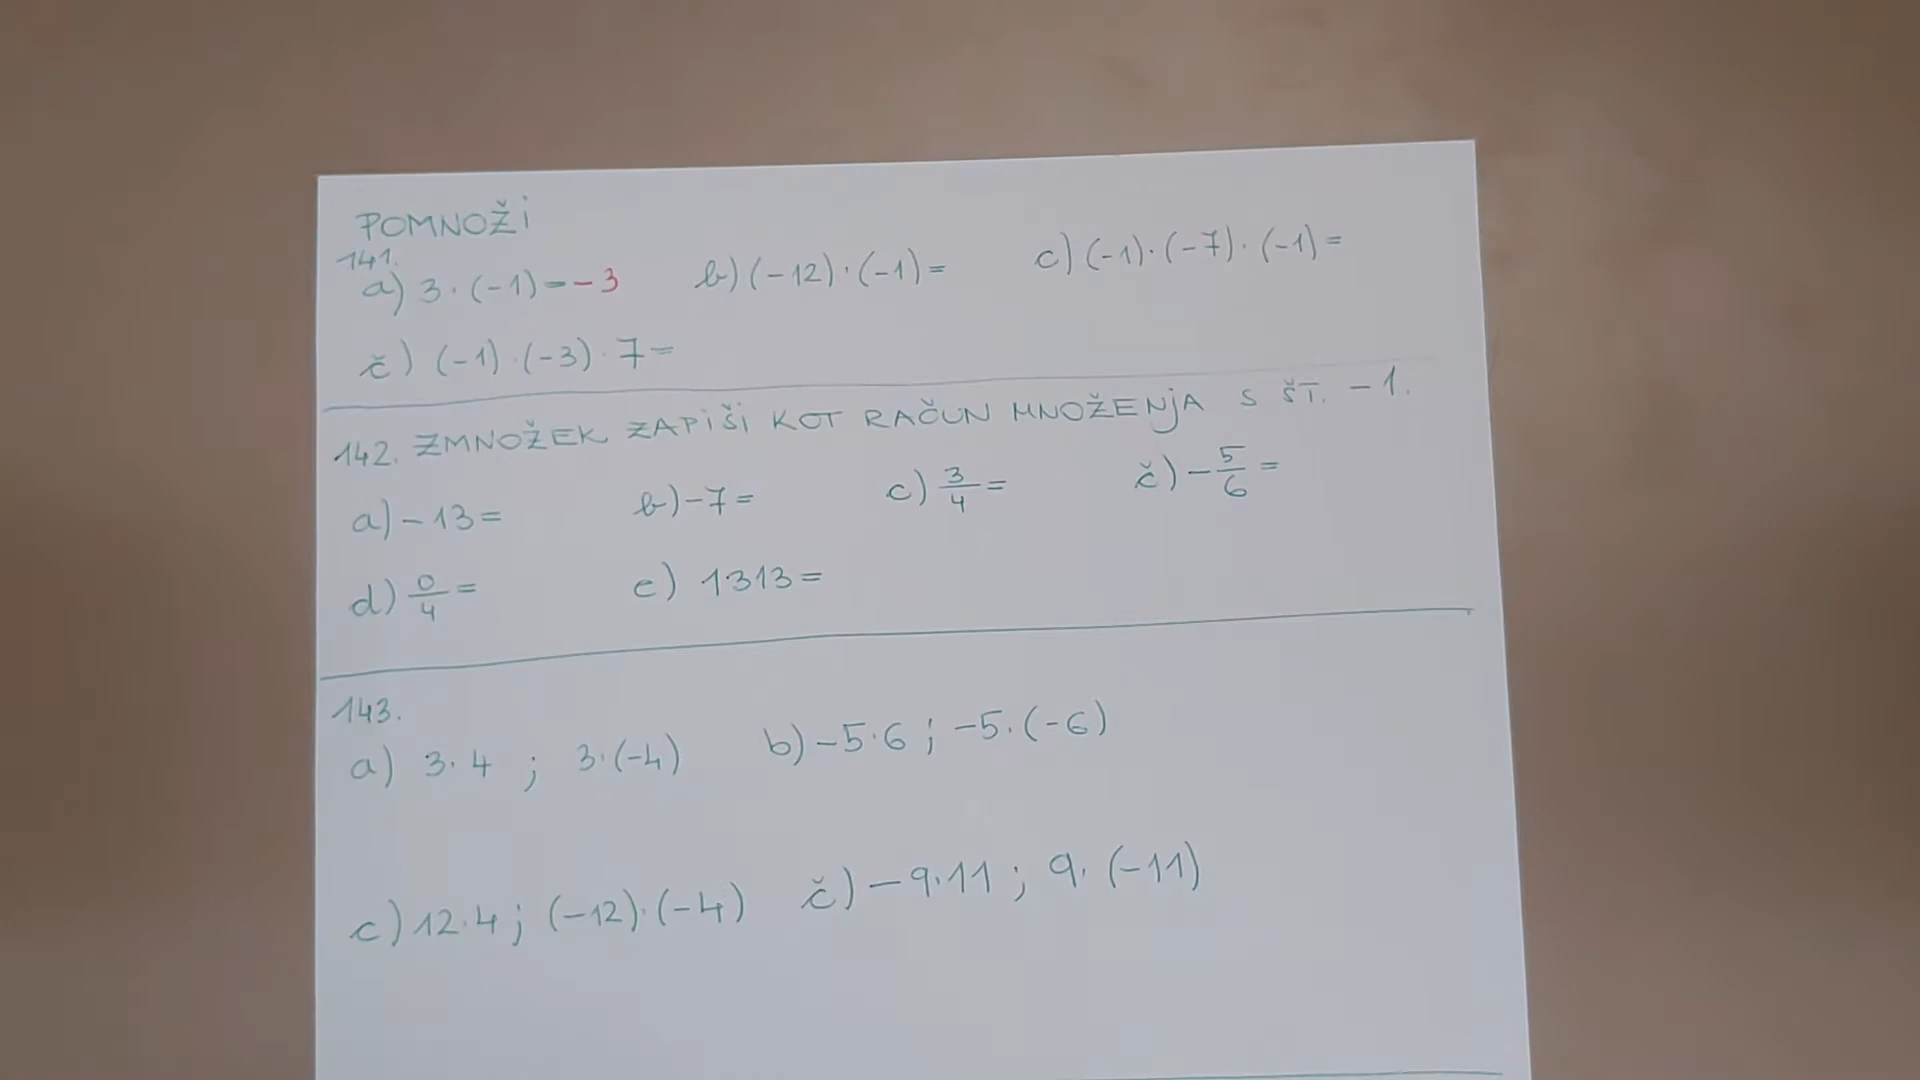 POMNOŽI
141.
a) 3 · (-1) = -3 b) (-12) · (-1) = c) (-1) · (-7) · (-1) =
č) (-1) · (-3) · 7 =
142. ZMNOŽEK ZAPIŠI KOT RAČUN MNOŽENJA S ŠT. -1.
a) -13 = b) -7 = c) 3/4 = č) -5/6 =
d) 0/4 = e) 1313 =
143.
a) 3 · 4 ; 3 · (-4) b) -5 · 6 ; -5 · (-6)
c) 12 · 4 ; (-12) · (-4) č) -9 · 11 ; 9 · (-11)